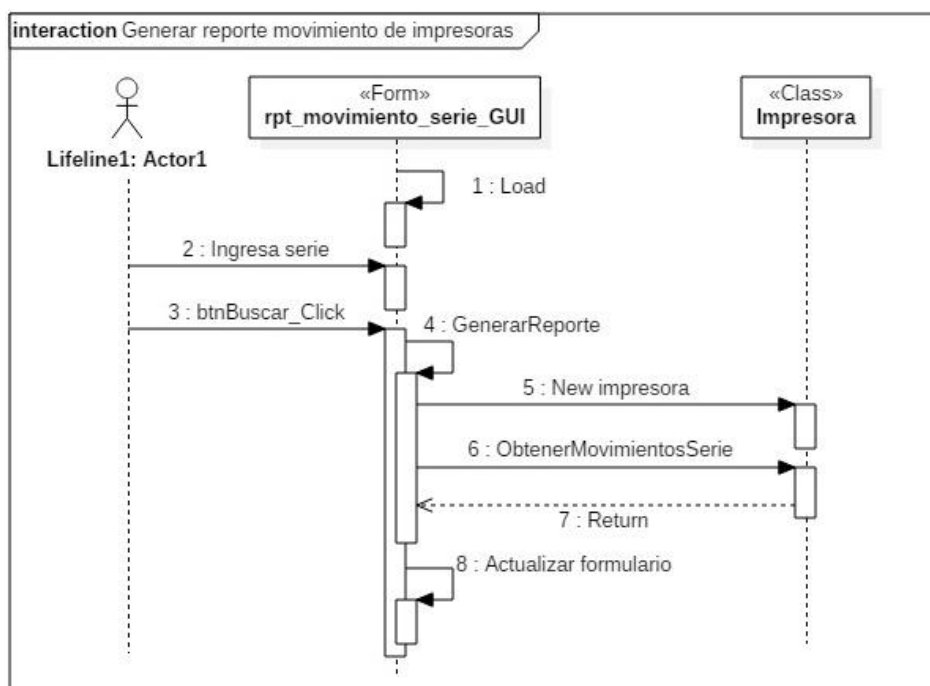 interaction Generar reporte movimiento de impresoras
«Form»
rpt_movimiento_serie_GUI
«Class»
Impresora
Lifeline1: Actor1
1 : Load
2 : Ingresa serie
3 : btnBuscar_Click
4 : GenerarReporte
5 : New impresora
6 : ObtenerMovimientosSerie
7 : Return
8 : Actualizar formulario